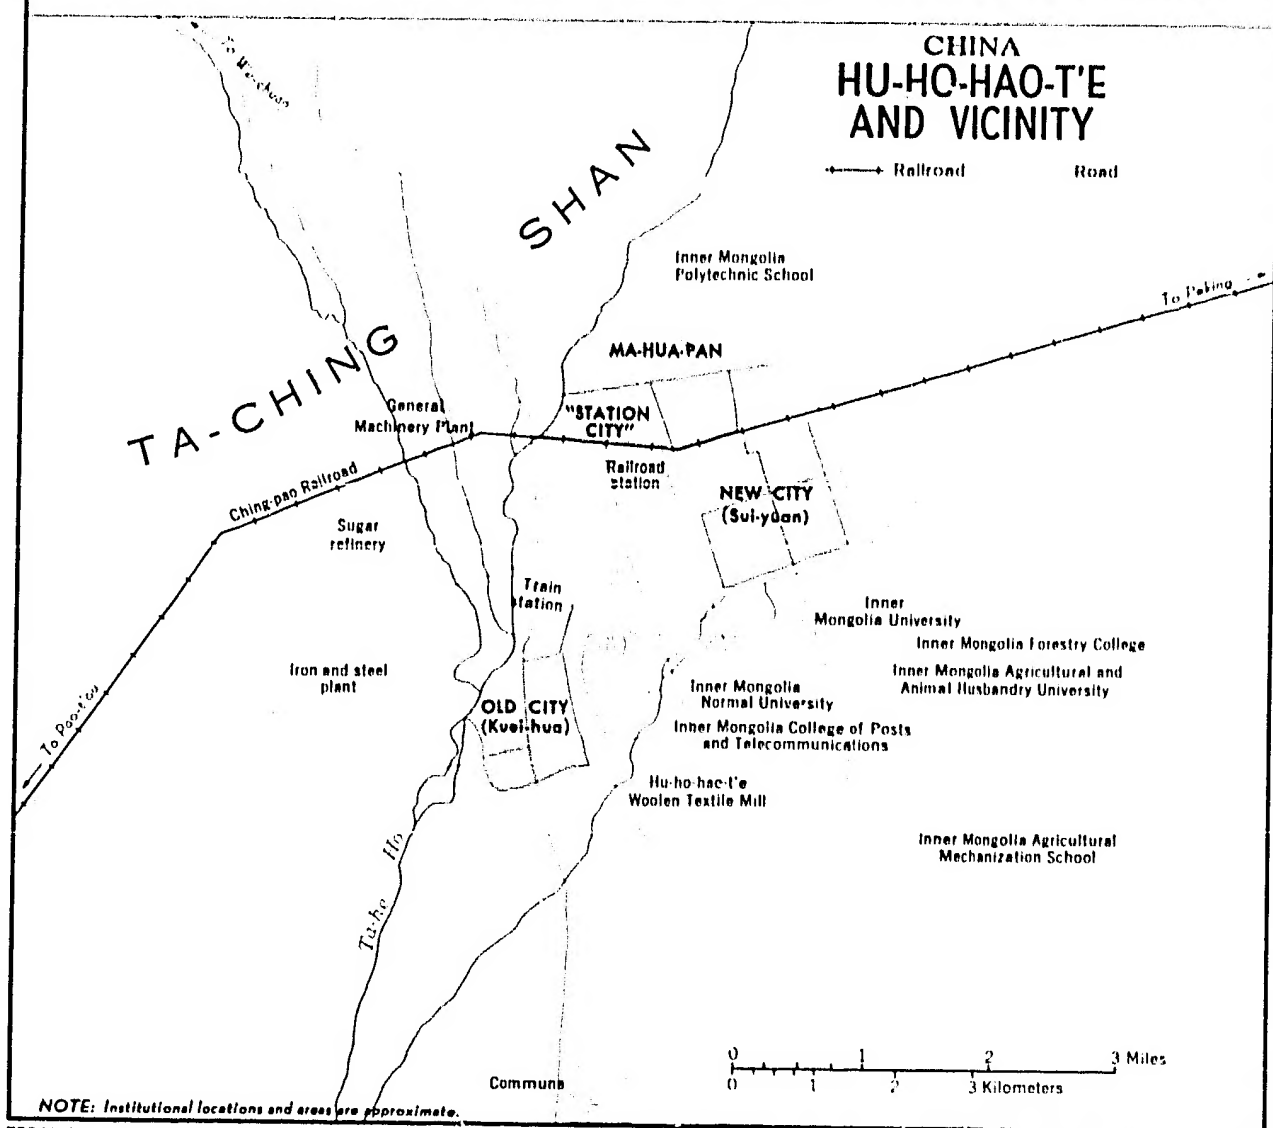 CHINA
HU-HO-HAO-T'E
AND VICINITY
Railroad Road
SHAN
Inner Mongolia
Polytechnic School
To Peking
TA-CHING
MA-HUA-PAN
General
Machinery Plant
"STATION
CITY"
Railroad
station
Ching-pao Railroad
NEW CITY
(Sui-yüan)
Sugar
refinery
Train
station
Inner
Mongolia University
Inner Mongolia Forestry College
Iron and steel
plant
Inner Mongolia Agricultural and
Animal Husbandry University
Inner Mongolia
Normal University
OLD CITY
(Kuei-hua)
To Pao-t'ou
Inner Mongolia College of Posts
and Telecommunications
Hu-ho-hao-t'e
Woolen Textile Mill
Inner Mongolia Agricultural
Mechanization School
Ta-he Ho
0 1 2 3 Miles
0 1 2 3 Kilometers
Commune
NOTE: Institutional locations and areas are approximate.